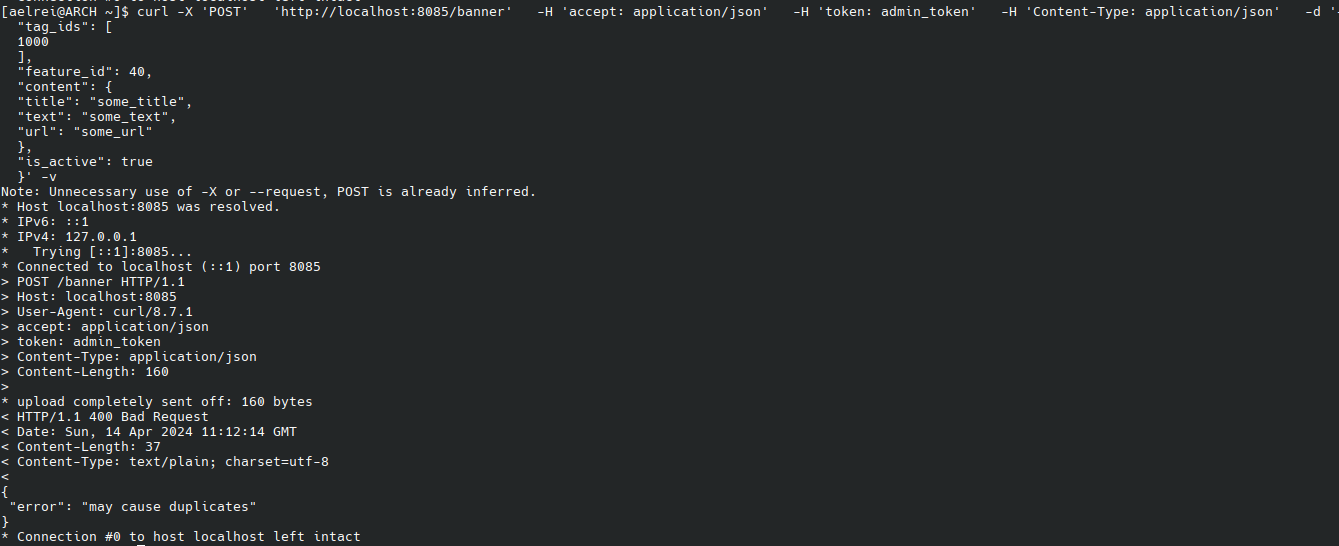 [aelrei@ARCH ~]$ curl -X 'POST'   'http://localhost:8085/banner'   -H 'accept: application/json'   -H 'token: admin_token'   -H 'Content-Type: application/json'   -d '
  "tag_ids": [
  1000
  ],
  "feature_id": 40,
  "content": {
  "title": "some_title",
  "text": "some_text",
  "url": "some_url"
  },
  "is_active": true
  }' -v
Note: Unnecessary use of -X or --request, POST is already inferred.
* Host localhost:8085 was resolved.
* IPv6: ::1
* IPv4: 127.0.0.1
*   Trying [::1]:8085...
* Connected to localhost (::1) port 8085
> POST /banner HTTP/1.1
> Host: localhost:8085
> User-Agent: curl/8.7.1
> accept: application/json
> token: admin_token
> Content-Type: application/json
> Content-Length: 160
>
* upload completely sent off: 160 bytes
< HTTP/1.1 400 Bad Request
< Date: Sun, 14 Apr 2024 11:12:14 GMT
< Content-Length: 37
< Content-Type: text/plain; charset=utf-8
<
{
 "error": "may cause duplicates"
}
* Connection #0 to host localhost left intact